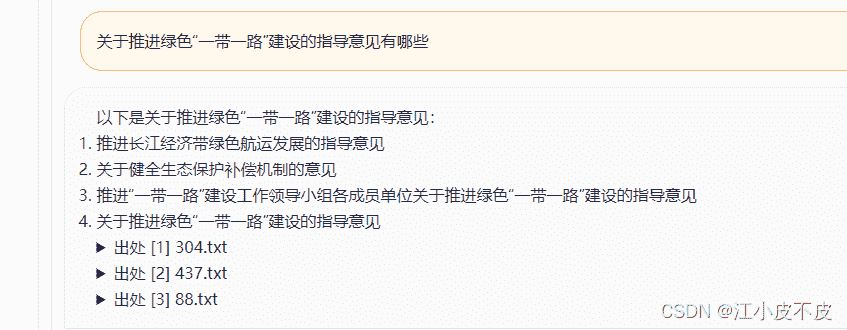 关于推进绿色“一带一路”建设的指导意见有哪些
以下是关于推进绿色“一带一路”建设的指导意见：
1. 推进长江经济带绿色航运发展的指导意见
2. 关于健全生态保护补偿机制的意见
3. 推进“一带一路”建设工作领导小组各成员单位关于推进绿色“一带一路”建设的指导意见
4. 关于推进绿色“一带一路”建设的指导意见
▶ 出处 [1] 304.txt
▶ 出处 [2] 437.txt
▶ 出处 [3] 88.txt
CSDN @江小皮不皮